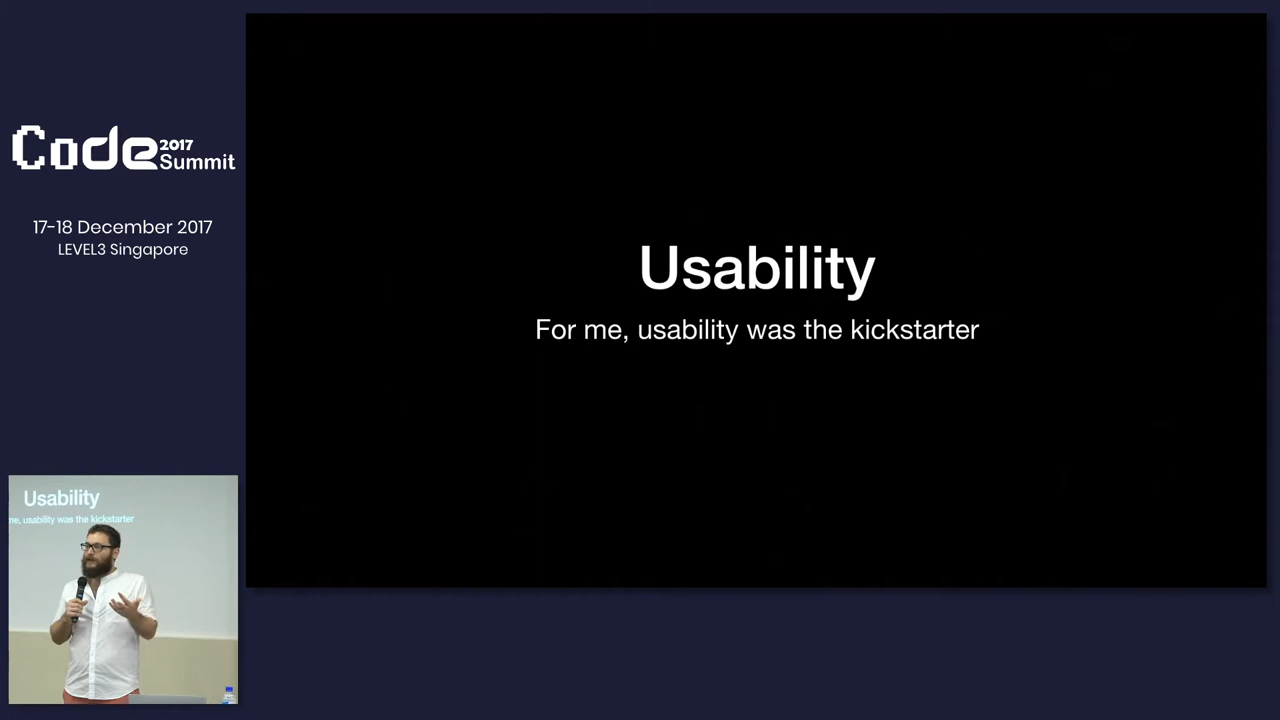 Code 2017 Summit
17-18 December 2017
LEVEL3 Singapore
Usability
For me, usability was the kickstarter
Usability
me, usability was the kickstarter